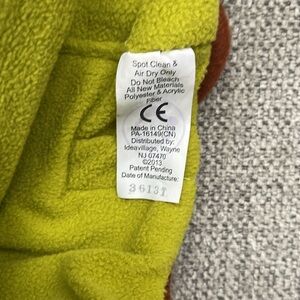 Spot Clean &
Air Dry Only
Do Not Bleach
All New Materials
Polyester & Acrylic
Fiber
CE
Made in China
PA-16149(CN)
Distributed by:
Ideavillage, Wayne
NJ 07470
©2013
Patent Pending
Date of Manufacture:
36131